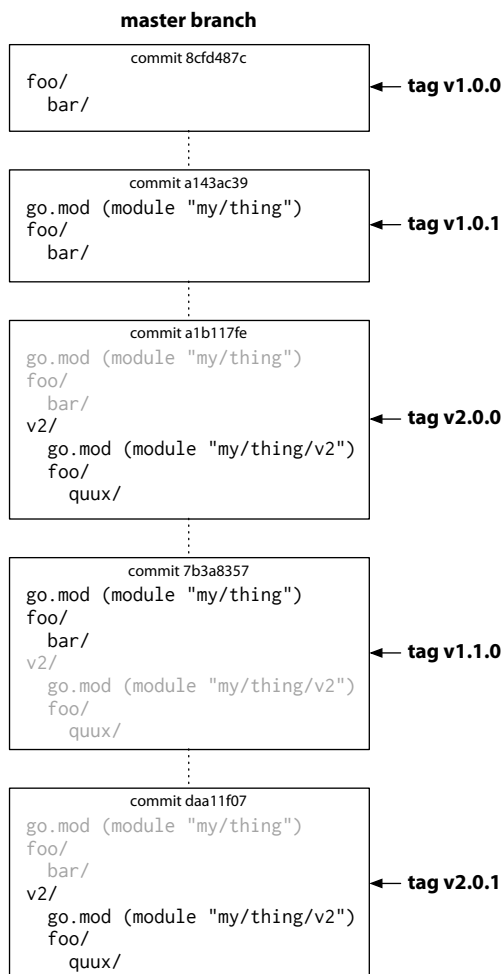 master branch
commit 8cfd487c
foo/
bar/
tag v1.0.0
commit a143ac39
go.mod (module "my/thing")
foo/
bar/
tag v1.0.1
commit a1b117fe
go.mod (module "my/thing")
foo/
bar/
v2/
go.mod (module "my/thing/v2")
foo/
quux/
tag v2.0.0
commit 7b3a8357
go.mod (module "my/thing")
foo/
bar/
v2/
go.mod (module "my/thing/v2")
foo/
quux/
tag v1.1.0
commit daa11f07
go.mod (module "my/thing")
foo/
bar/
v2/
go.mod (module "my/thing/v2")
foo/
quux/
tag v2.0.1